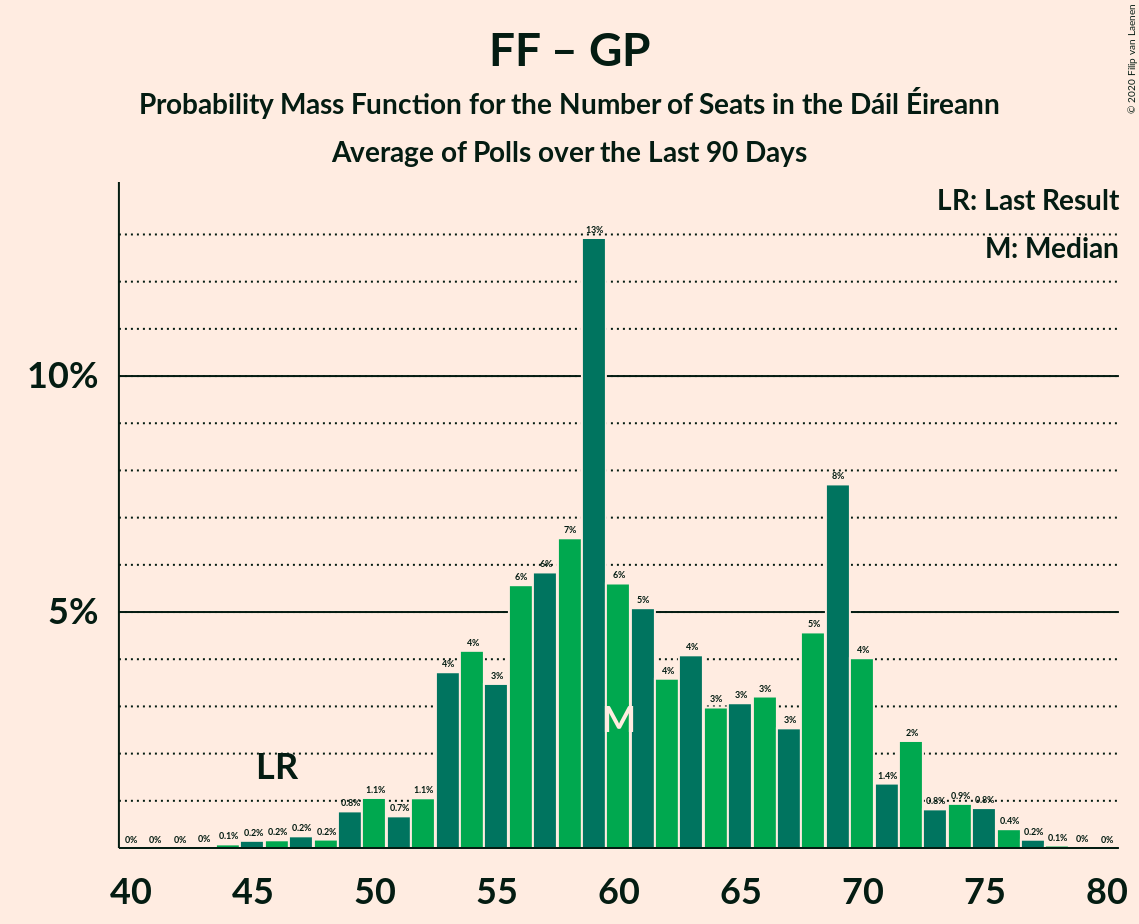 FF – GP
Probability Mass Function for the Number of Seats in the Dáil Éireann
Average of Polls over the Last 90 Days
© 2020 Filip van Laenen
LR: Last Result
M: Median
10%
5%
LR
M
0% 0% 0% 0% 0.1% 0.2% 0.2% 0.2% 0.2% 0.8% 1.1% 0.7% 1.1% 4% 4% 3% 6% 6% 7% 13% 6% 5% 4% 4% 3% 3% 3% 3% 5% 8% 4% 1.4% 2% 0.8% 0.9% 0.8% 0.4% 0.2% 0.1% 0% 0%
40 45 50 55 60 65 70 75 80